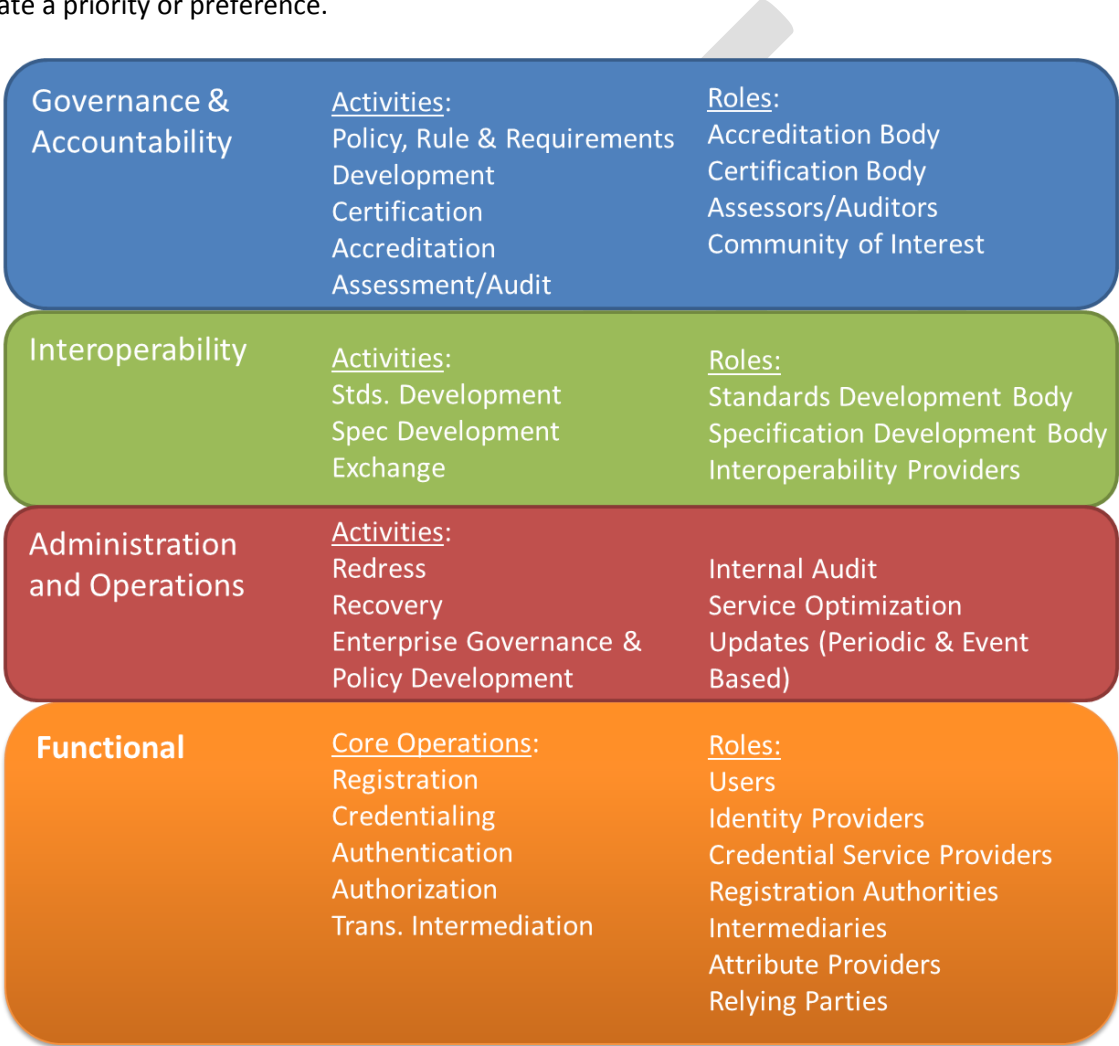 ate a priority or preference.
Governance &
Accountability
Activities:
Policy, Rule & Requirements
Development
Certification
Accreditation
Assessment/Audit
Roles:
Accreditation Body
Certification Body
Assessors/Auditors
Community of Interest
Interoperability
Activities:
Stds. Development
Spec Development
Exchange
Roles:
Standards Development Body
Specification Development Body
Interoperability Providers
Administration
and Operations
Activities:
Redress
Recovery
Enterprise Governance &
Policy Development
Internal Audit
Service Optimization
Updates (Periodic & Event
Based)
Functional
Core Operations:
Registration
Credentialing
Authentication
Authorization
Trans. Intermediation
Roles:
Users
Identity Providers
Credential Service Providers
Registration Authorities
Intermediaries
Attribute Providers
Relying Parties